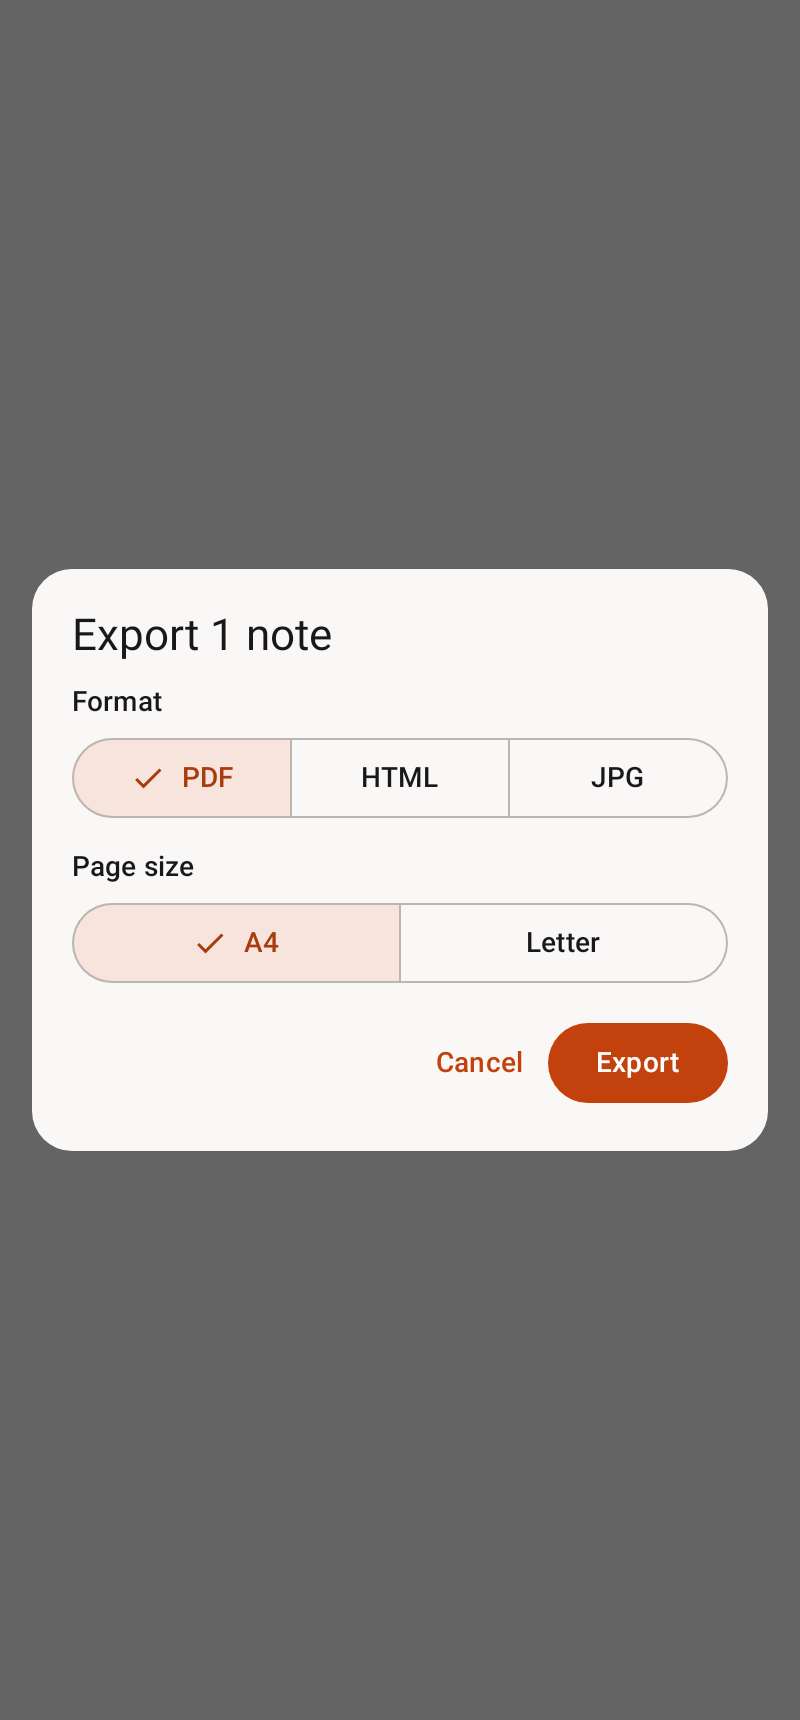 Export 1 note
Format
PDF HTML JPG
Page size
A4 Letter
Cancel Export